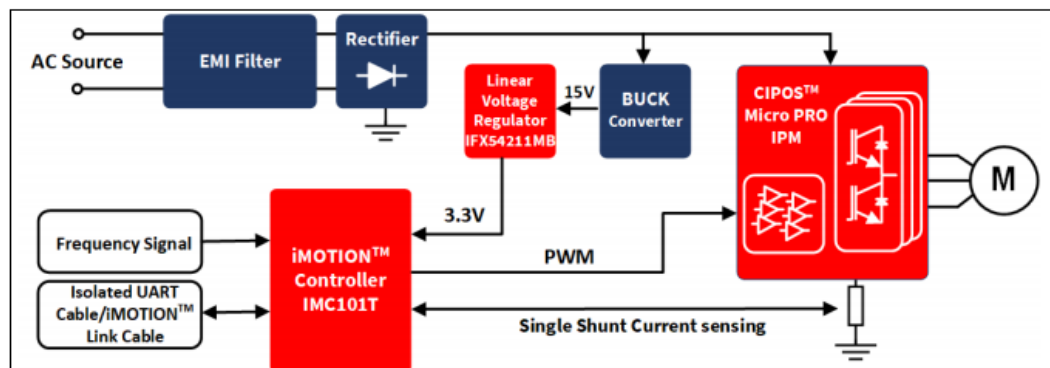 AC Source
EMI Filter
Rectifier
Linear
Voltage
Regulator
IFX54211MB
15V
BUCK
Converter
CIPOS™
Micro PRO
IPM
M
3.3V
Frequency Signal
iMOTION™
Controller
IMC101T
PWM
Isolated UART
Cable/iMOTION™
Link Cable
Single Shunt Current sensing